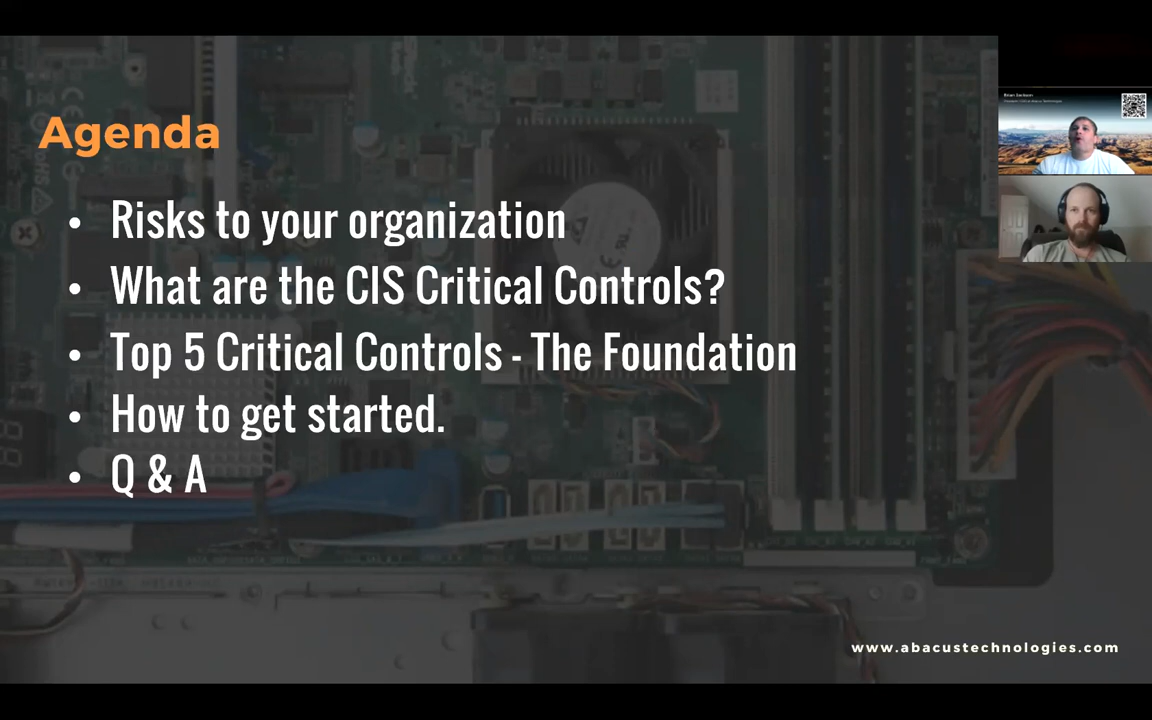 Agenda
• Risks to your organization
• What are the CIS Critical Controls?
• Top 5 Critical Controls - The Foundation
• How to get started.
• Q & A
www.abacustechnologies.com